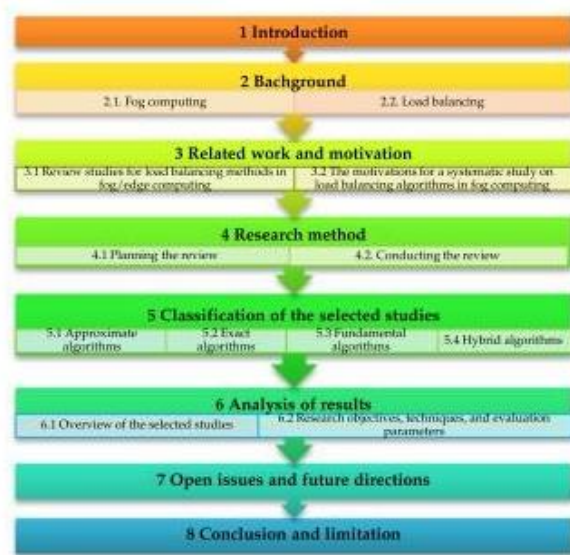 1 Introduction
2 Bachground
2.1. Fog computing
2.2. Load balancing
3 Related work and motivation
3.1 Review studies for load balancing methods in
fog/edge computing
3.2 The motivations for a systematic study on
load balancing algorithms in fog computing
4 Research method
4.1 Planning the review
4.2. Conducting the review
5 Classification of the selected studies
5.1 Approximate
algorithms
5.2 Exact
algorithms
5.3 Fundamental
algorithms
5.4 Hybrid algorithms
6 Analysis of results
6.1 Overview of the selected studies
6.2 Research objectives, techniques, and evaluation
parameters
7 Open issues and future directions
8 Conclusion and limitation